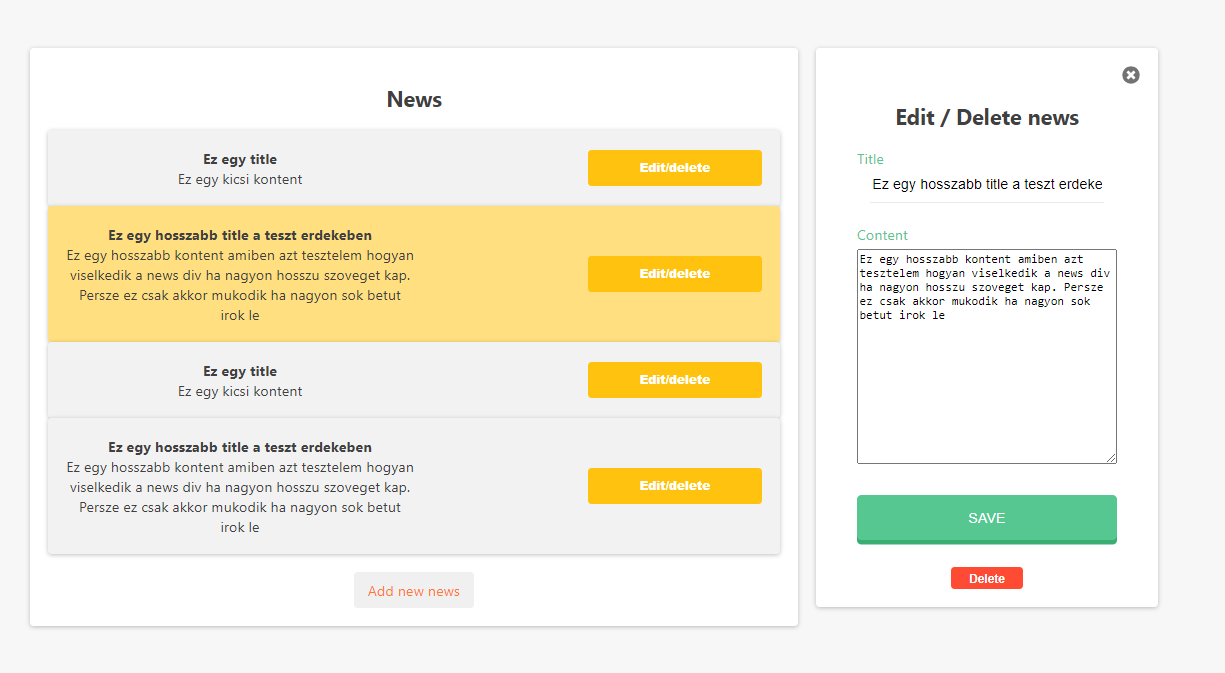 News
Ez egy title
Ez egy kicsi kontent
Edit/delete
Ez egy hosszabb title a teszt erdekeben
Ez egy hosszabb kontent amiben azt tesztelem hogyan
viselkedik a news div ha nagyon hosszu szoveget kap.
Persze ez csak akkor mukodik ha nagyon sok betut
irok le
Edit/delete
Ez egy title
Ez egy kicsi kontent
Edit/delete
Ez egy hosszabb title a teszt erdekeben
Ez egy hosszabb kontent amiben azt tesztelem hogyan
viselkedik a news div ha nagyon hosszu szoveget kap.
Persze ez csak akkor mukodik ha nagyon sok betut
irok le
Edit/delete
Add new news
Edit / Delete news
Title
Ez egy hosszabb title a teszt erdeke
Content
Ez egy hosszabb kontent amiben azt
tesztelem hogyan viselkedik a news div
ha nagyon hosszu szoveget kap. Persze
ez csak akkor mukodik ha nagyon sok
betut irok le
SAVE
Delete